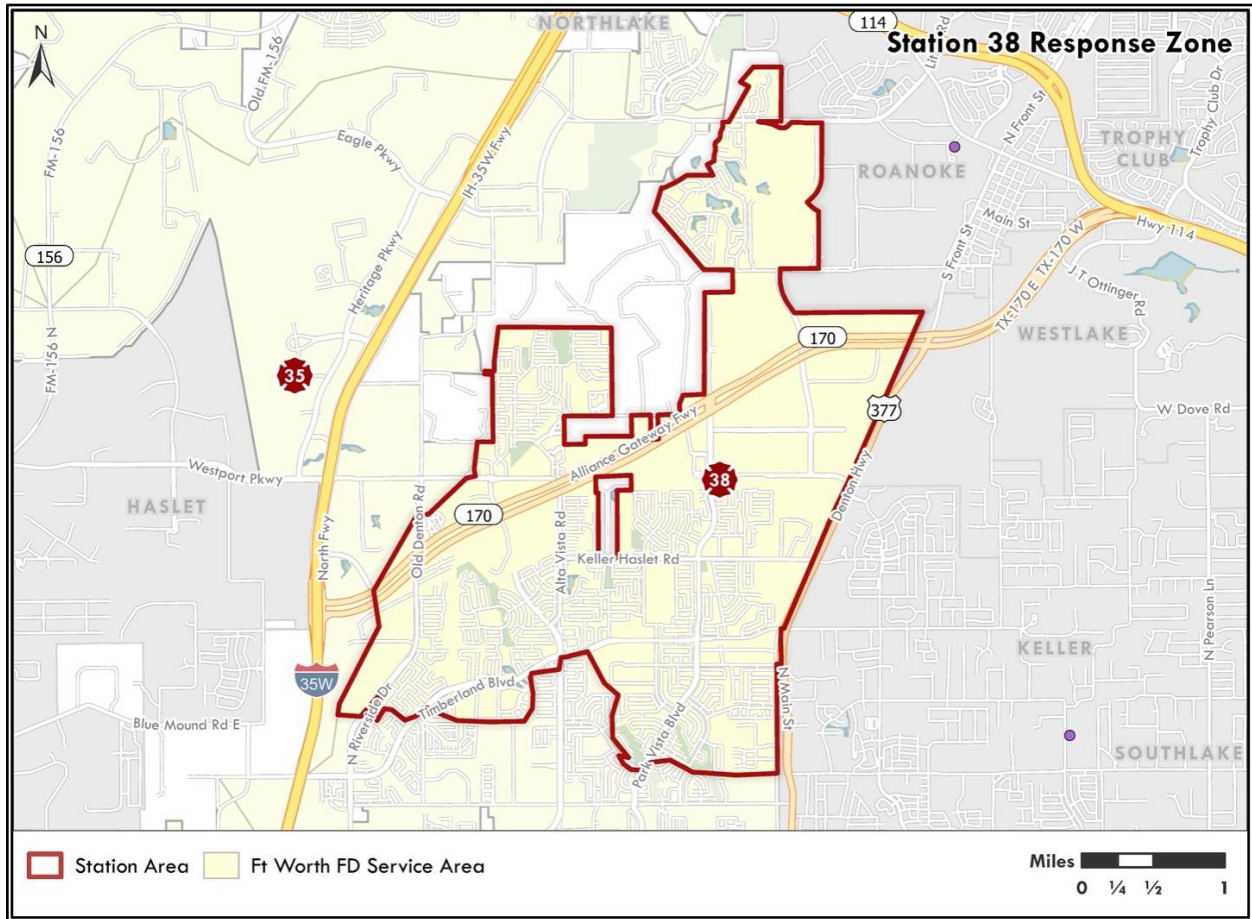 N
NORTHLAKE
114
Station 38 Response Zone
Old FM-156
FM-156
Eagle Pkwy
IH-35W Fwy
N Front St
Trophy Club Dr
TROPHY
CLUB
ROANOKE
Main St
S Front St
TX-170 E TX-170 W
Hwy 114
156
Heritage Pkwy
J T Ottinger Rd
WESTLAKE
FM-156 N
35
170
377
W Dove Rd
Alliance Gateway Fwy
Westport Pkwy
38
Denton Hwy
HASLET
170
Old Denton Rd
Alta Vista Rd
North Fwy
Keller Haslet Rd
N Pearson Ln
KELLER
35W
N Main St
Timberland Blvd
N Riverside Dr
Blue Mound Rd E
Park Vista Blvd
SOUTHLAKE
Station Area
Ft Worth FD Service Area
Miles
0 ¼ ½ 1